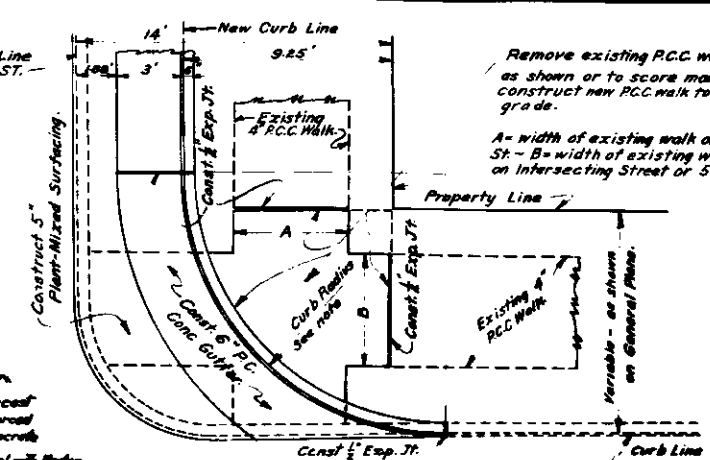 14'
New Curb Line
Line
ST.
9.25'
3'
6"
Remove existing P.C.C. w
as shown or to score ma
construct new P.C.C. walk to
grade.
A = width of existing walk o
St. ~ B = width of existing w
on Intersecting Street or 5
Existing
4" P.C.C. Walk.
Const. ½" Exp. Jt.
Property Line
Construct 5"
Plant-Mixed Surfacing.
A
B
Curb Radius
see note
Const. ½" Exp. Jt.
Existing 4"
P.C.C. Walk.
Variable - as shown
on General Plans.
Const. 6" P.C.
Conc Gutter.
Const ½" Exp. Jt.
Curb Line